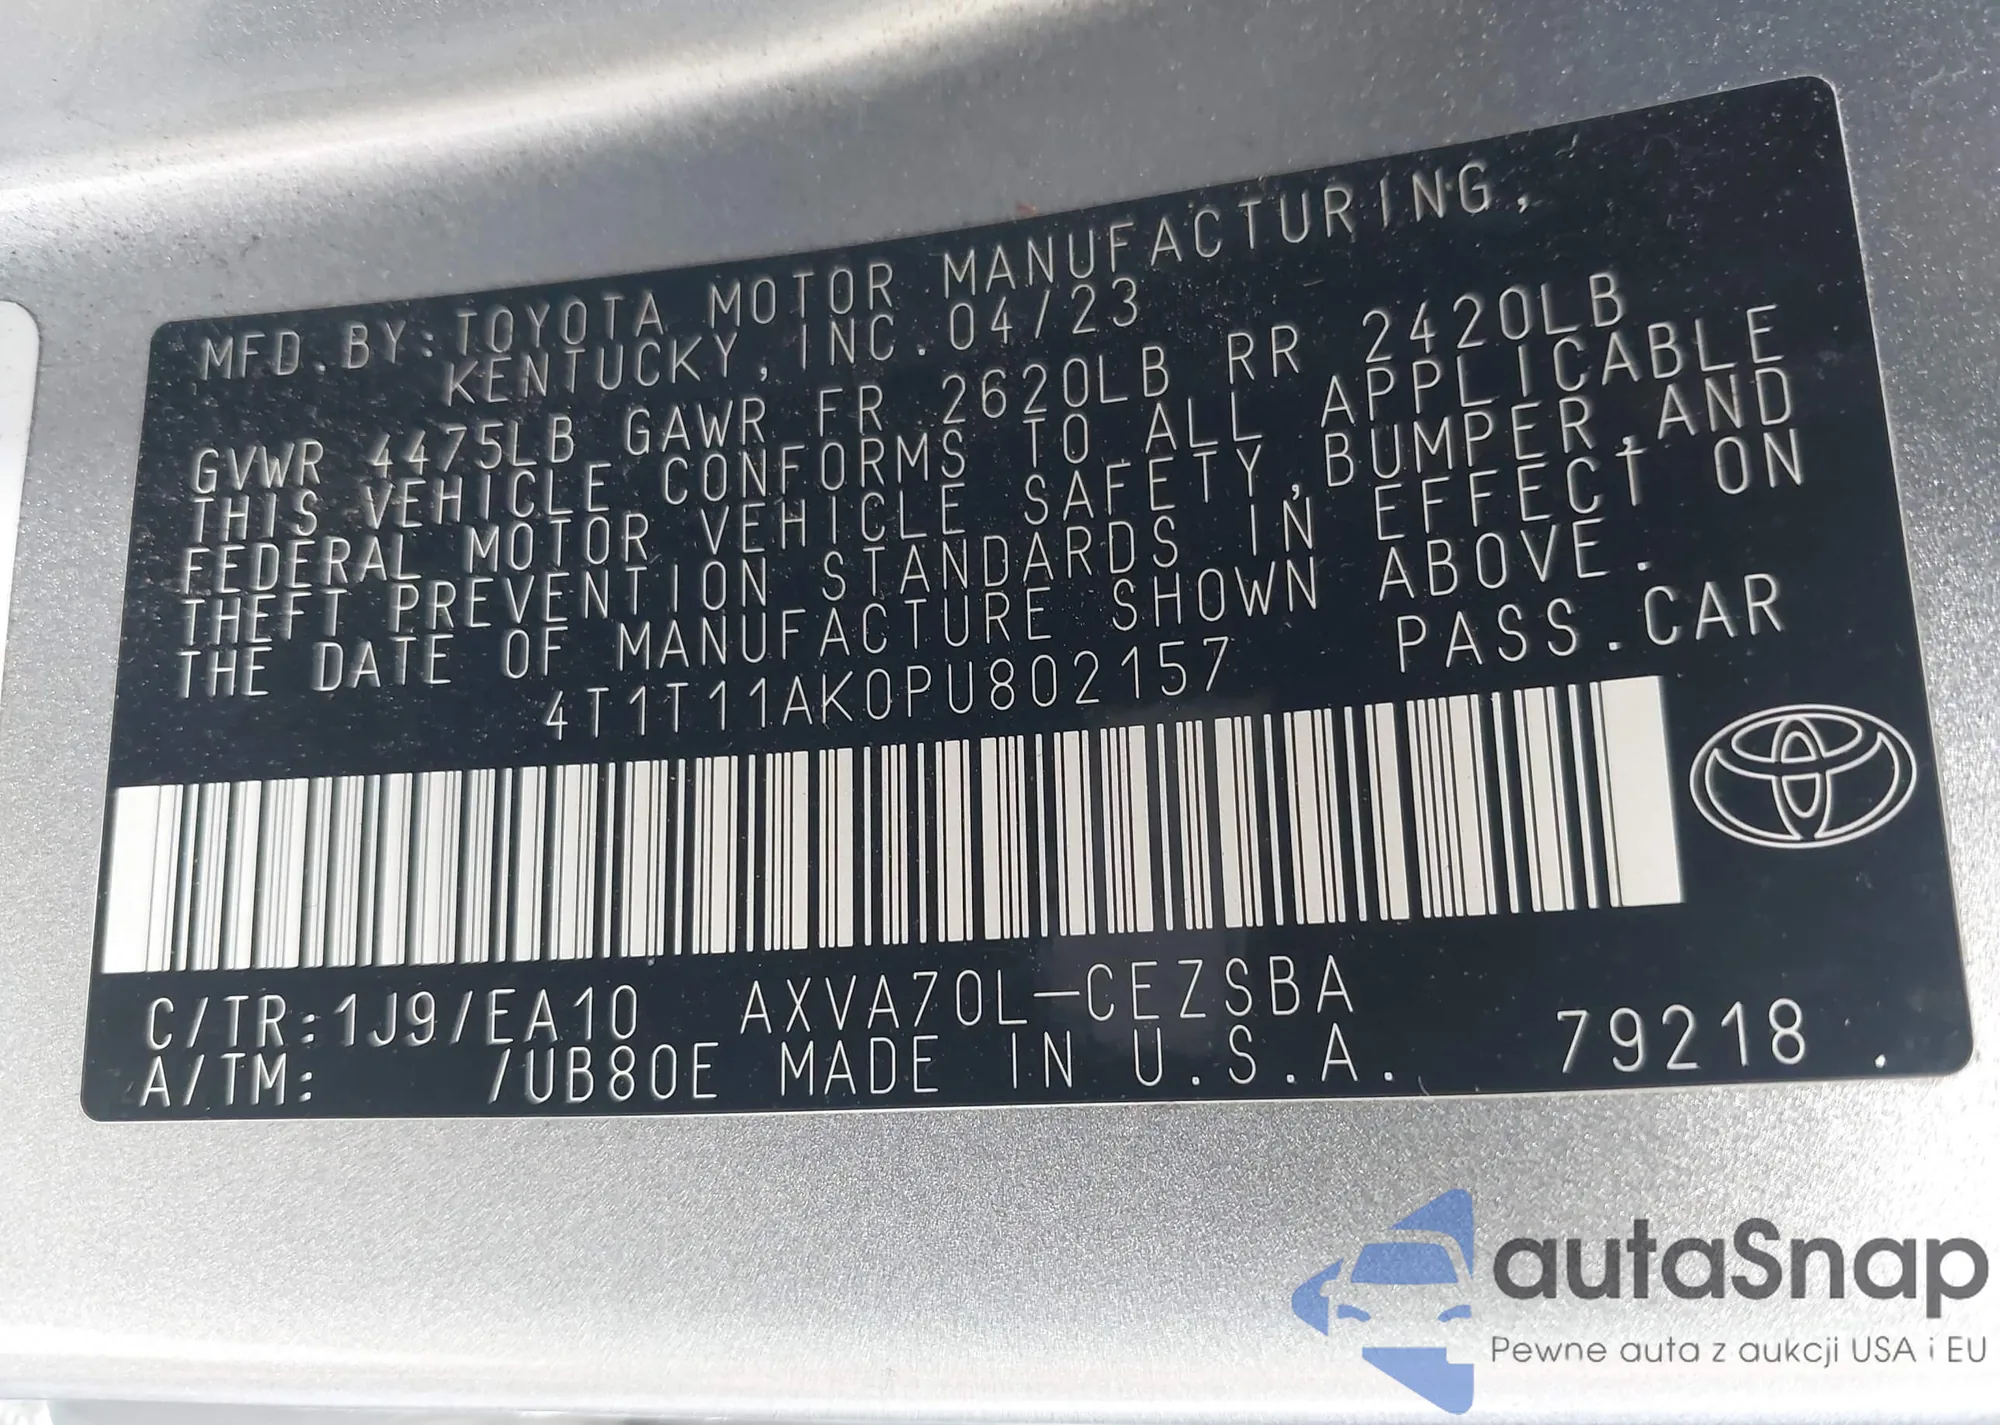 MFD. BY: TOYOTA MOTOR MANUFACTURING,
KENTUCKY, INC. 04/23
GVWR 4475LB GAWR FR 2620LB RR 2420LB
THIS VEHICLE CONFORMS TO ALL APPLICABLE
FEDERAL MOTOR VEHICLE SAFETY, BUMPER, AND
THEFT PREVENTION STANDARDS IN EFFECT ON
THE DATE OF MANUFACTURE SHOWN ABOVE.
4T1T11AK0PU802157 PASS. CAR
C/TR: 1J9/EA10 AXVA70L-CEZSBA
A/TM: /UB80E MADE IN U.S.A. 79218 .
autaSnap
Pewne auta z aukcji USA i EU